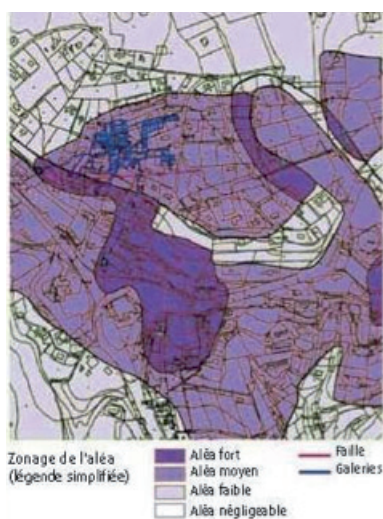 Zonage de l'aléa
(légende simplifiée)
Aléa fort
Aléa moyen
Aléa faible
Aléa négligeable
Faille
Galeries